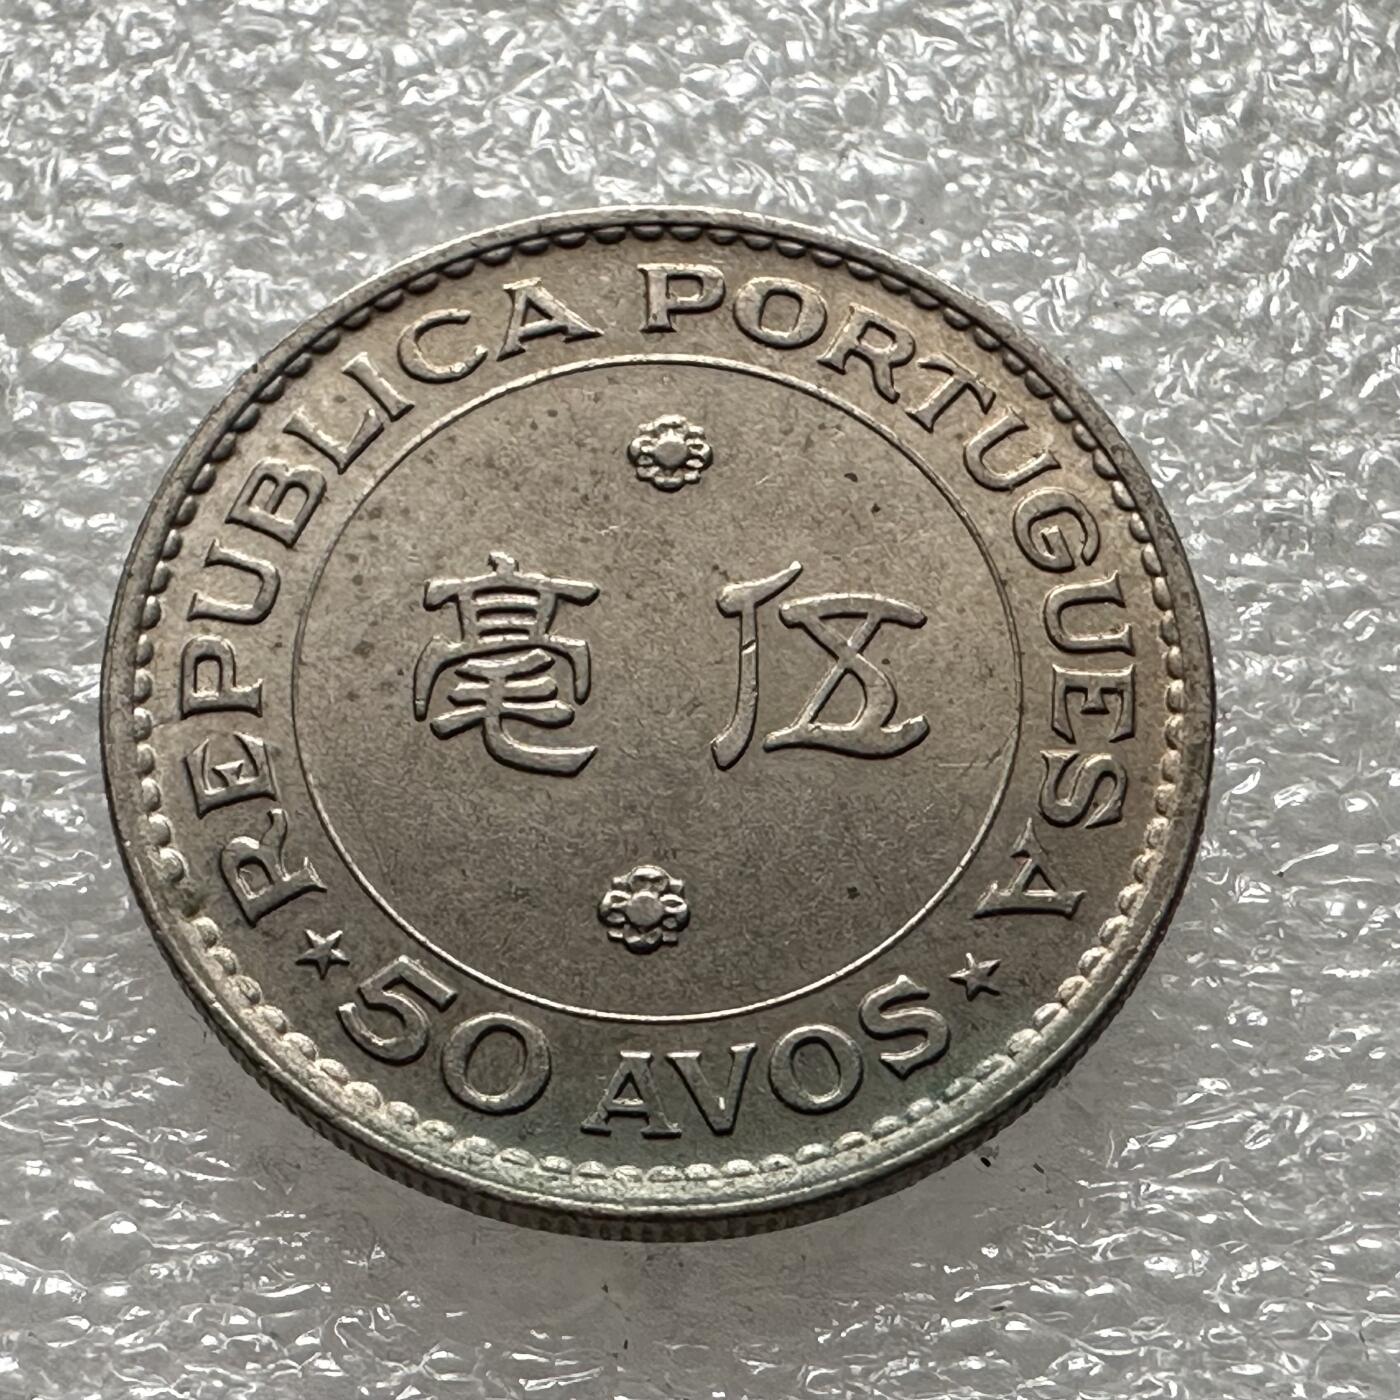 REPUBLICA PORTUGUESA
伍毫
★ 50 AVOS ★